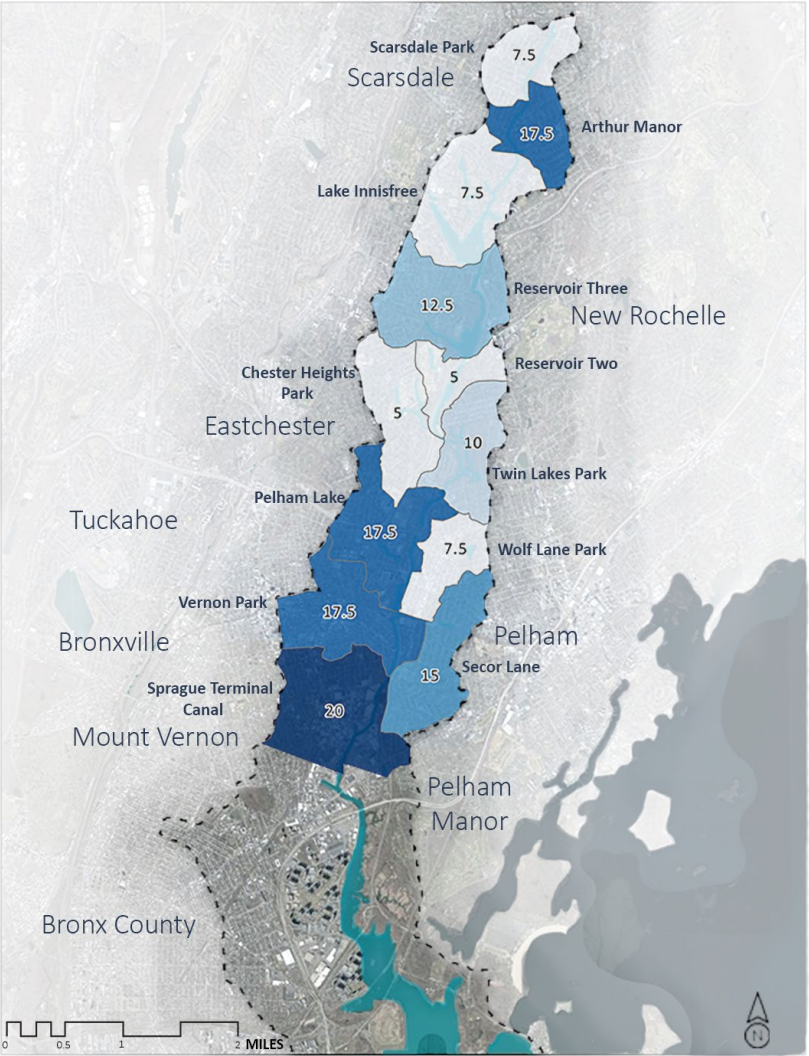 Scarsdale Park
7.5
Scarsdale
Arthur Manor
17.5
Lake Innisfree
7.5
Reservoir Three
12.5
New Rochelle
Reservoir Two
5
Chester Heights
Park
5
Eastchester
10
Twin Lakes Park
Pelham Lake
Tuckahoe
17.5
7.5
Wolf Lane Park
Vernon Park
17.5
Bronxville
Pelham
Secor Lane
15
Sprague Terminal
Canal
20
Mount Vernon
Pelham
Manor
Bronx County
N
0 0.5 1 2 MILES